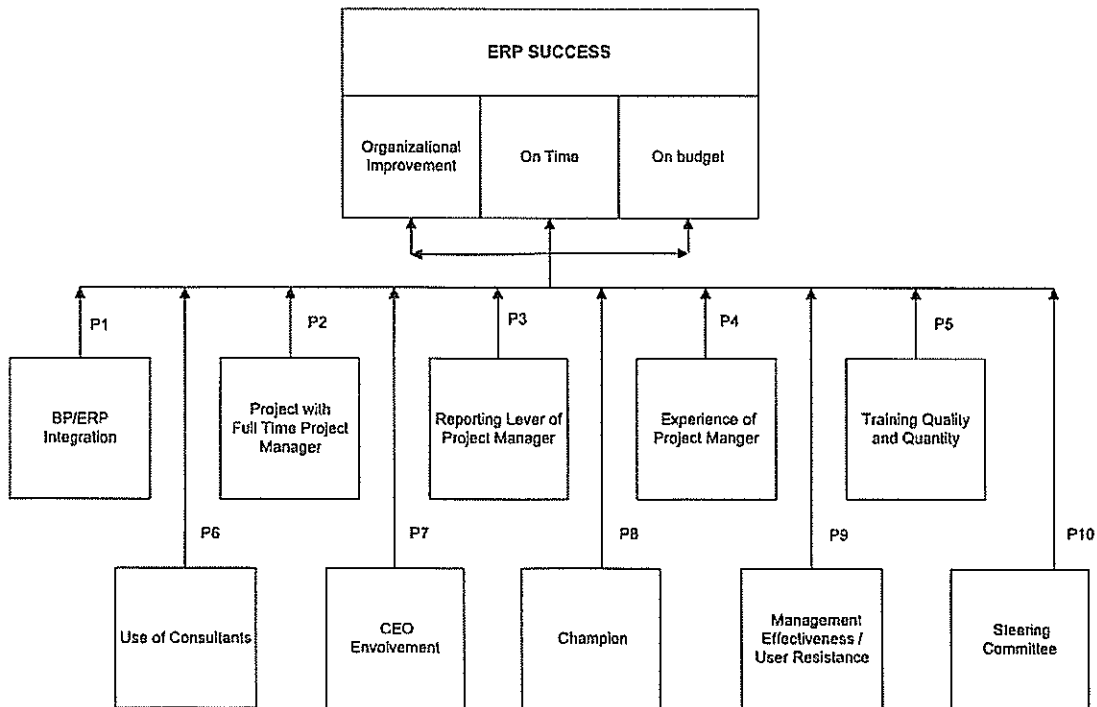 ERP SUCCESS
Organizational
Improvement
On Time
On budget
P1
P2
P3
P4
P5
BP/ERP
Integration
Project with
Full Time Project
Manager
Reporting Lever of
Project Manager
Experience of
Project Manger
Training Quality
and Quantity
P6
P7
P8
P9
P10
Use of Consultants
CEO
Envolvement
Champion
Management
Effectiveness /
User Resistance
Steering
Committee